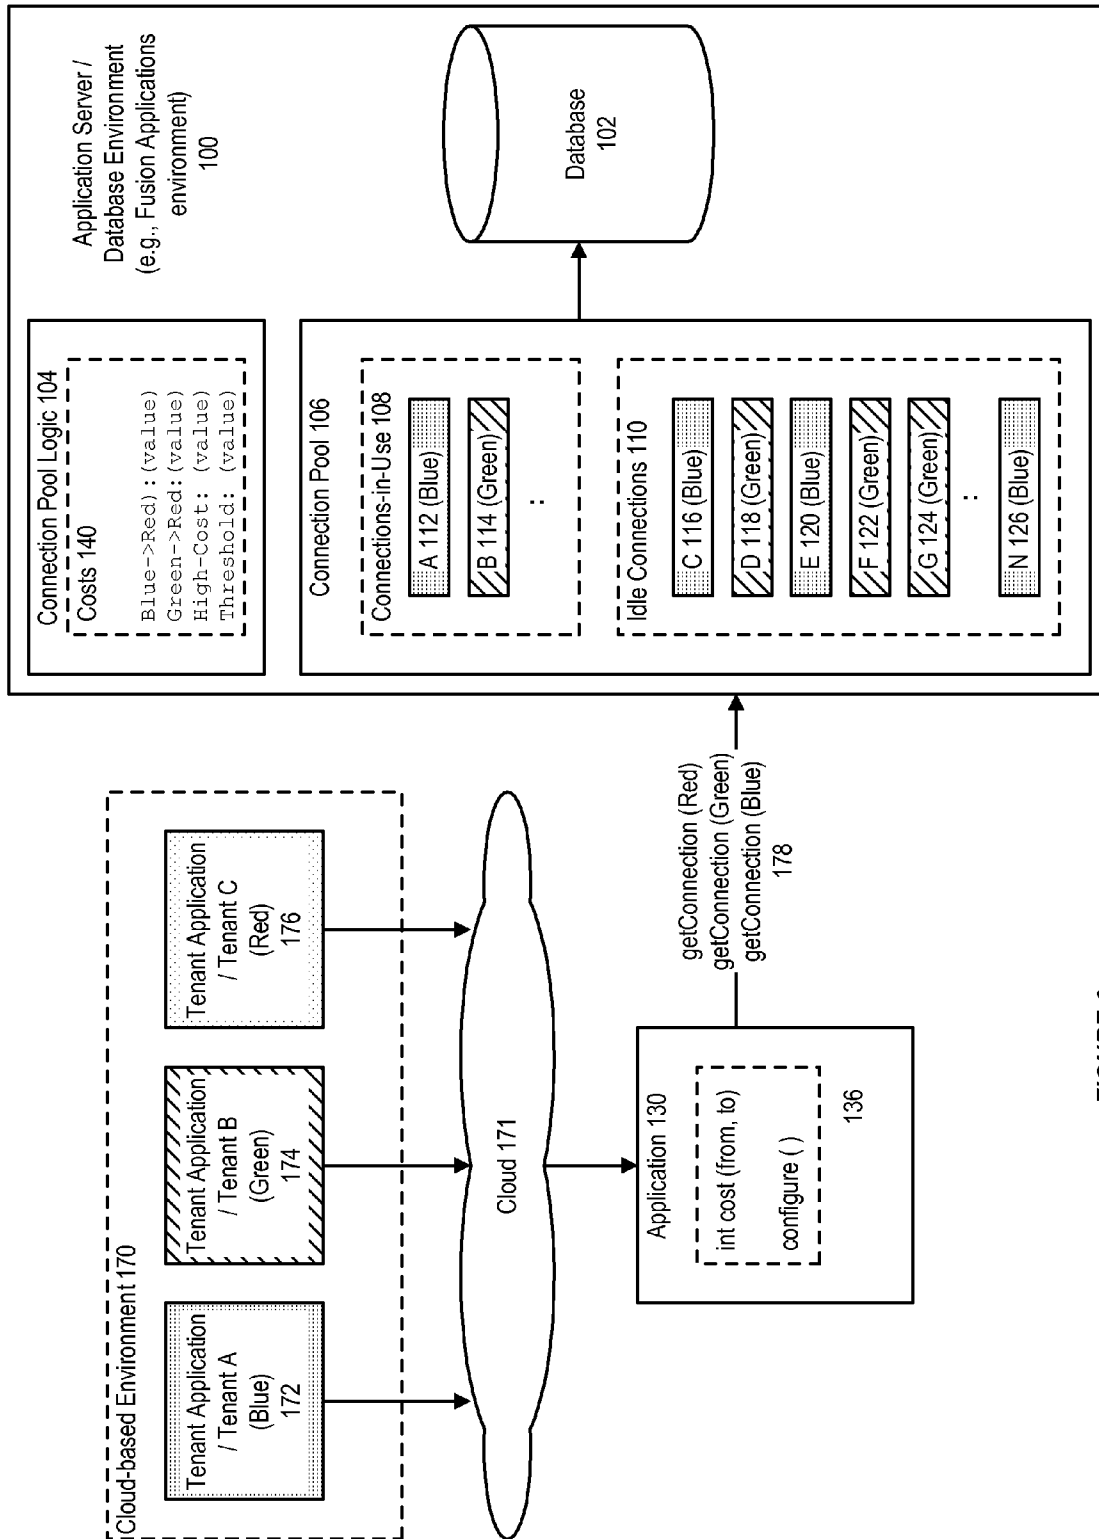 Cloud-based Environment 170
Tenant Application
/ Tenant A
(Blue)
172
Tenant Application
/ Tenant B
(Green)
174
Tenant Application
/ Tenant C
(Red)
176
Cloud 171
Application 130
int cost (from, to)
configure ( )
136
getConnection (Red)
getConnection (Green)
getConnection (Blue)
178
Connection Pool Logic 104
Costs 140
Blue->Red):(value)
Green->Red:(value)
High-Cost: (value)
Threshold: (value)
Application Server /
Database Environment
(e.g., Fusion Applications
environment)
100
Connection Pool 106
Connections-in-Use 108
A 112 (Blue)
B 114 (Green)
:
Idle Connections 110
C 116 (Blue)
D 118 (Green)
E 120 (Blue)
F 122 (Green)
G 124 (Green)
:
N 126 (Blue)
Database
102